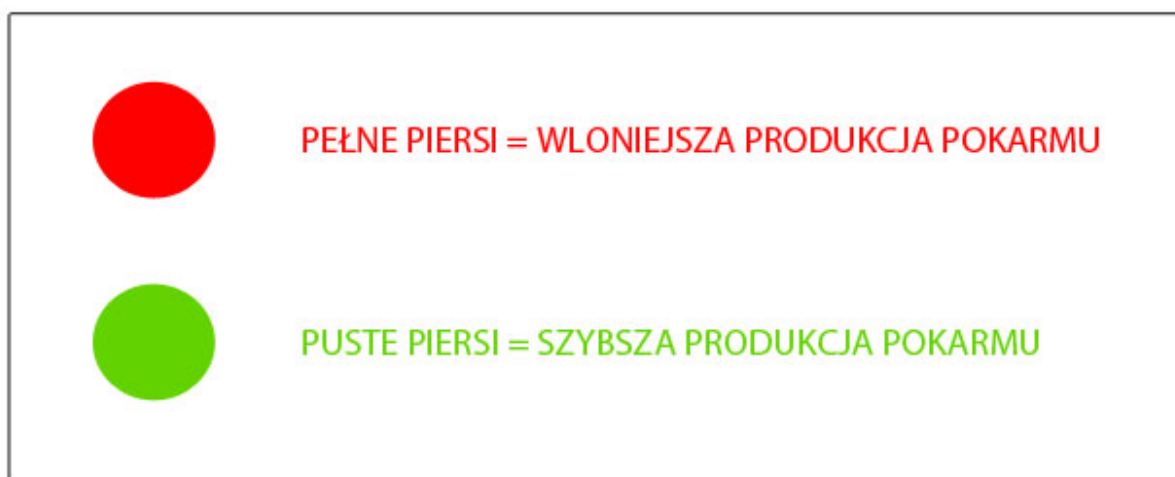 PEŁNE PIERSI = WLONIEJSZA PRODUKCJA POKARMU
PUSTE PIERSI = SZYBSZA PRODUKCJA POKARMU